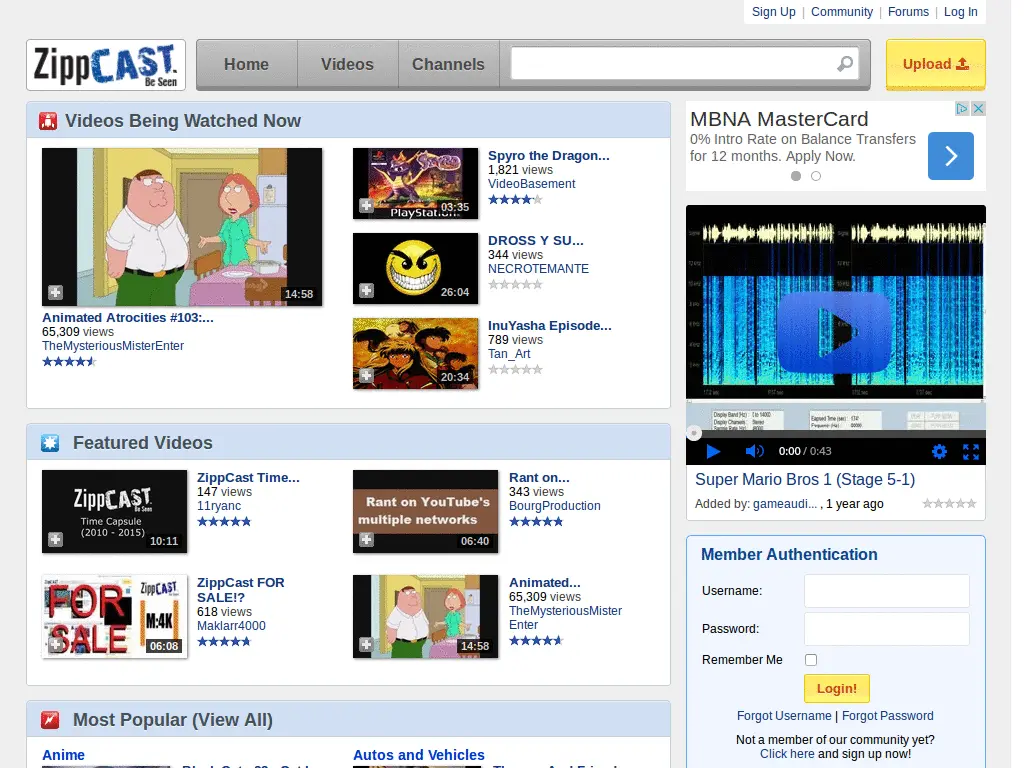 Sign Up | Community | Forums | Log In
ZippCAST
Be Seen
Home
Videos
Channels
Upload
Videos Being Watched Now
14:58
Animated Atrocities #103:...
65,309 views
TheMysteriousMisterEnter
Spyro
PlayStation
03:35
Spyro the Dragon...
1,821 views
VideoBasement
26:04
DROSS Y SU...
344 views
NECROTEMANTE
20:34
InuYasha Episode...
789 views
Tan_Art
MBNA MasterCard
0% Intro Rate on Balance Transfers
for 12 months. Apply Now.
0:00 / 0:43
Super Mario Bros 1 (Stage 5-1)
Added by: gameaudi... , 1 year ago
Featured Videos
ZippCAST
Time Capsule
(2010 - 2015)
10:11
ZippCast Time...
147 views
11ryanc
Rant on YouTube's
multiple networks
06:40
Rant on...
343 views
BourgProduction
FOR
SALE
ZippCAST
M:4K
06:08
ZippCast FOR
SALE!?
618 views
Maklarr4000
14:58
Animated...
65,309 views
TheMysteriousMister
Enter
Member Authentication
Username:
Password:
Remember Me
Login!
Forgot Username | Forgot Password
Not a member of our community yet?
Click here and sign up now!
Most Popular (View All)
Anime
Autos and Vehicles